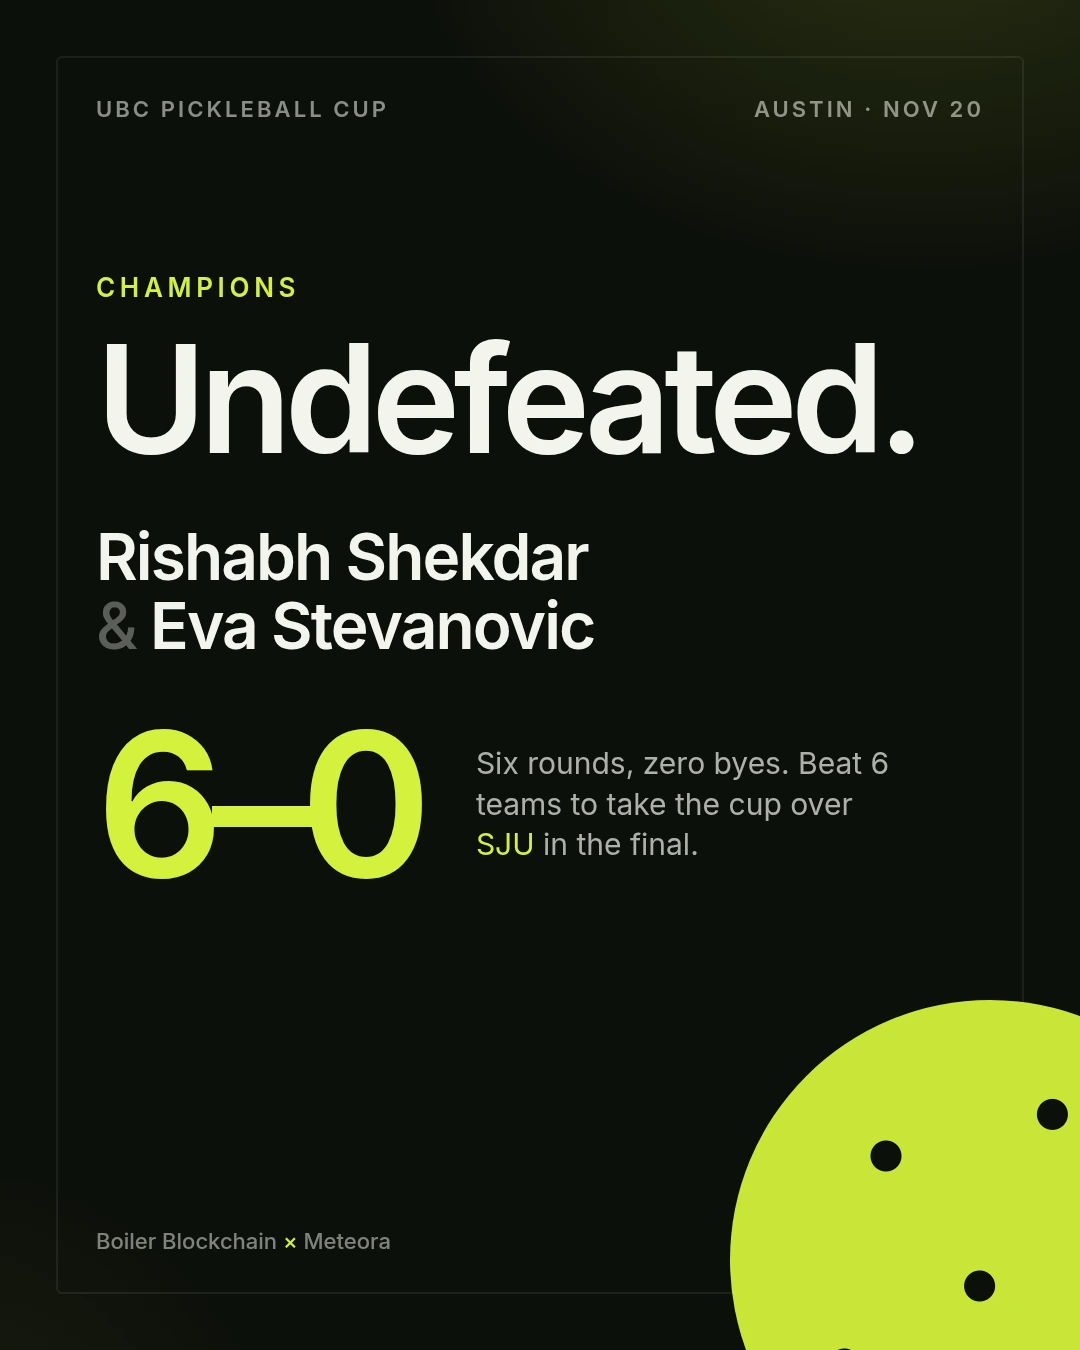 UBC PICKLEBALL CUP
AUSTIN · NOV 20
CHAMPIONS
Undefeated.
Rishabh Shekdar
& Eva Stevanovic
6–0
Six rounds, zero byes. Beat 6
teams to take the cup over
SJU in the final.
Boiler Blockchain × Meteora